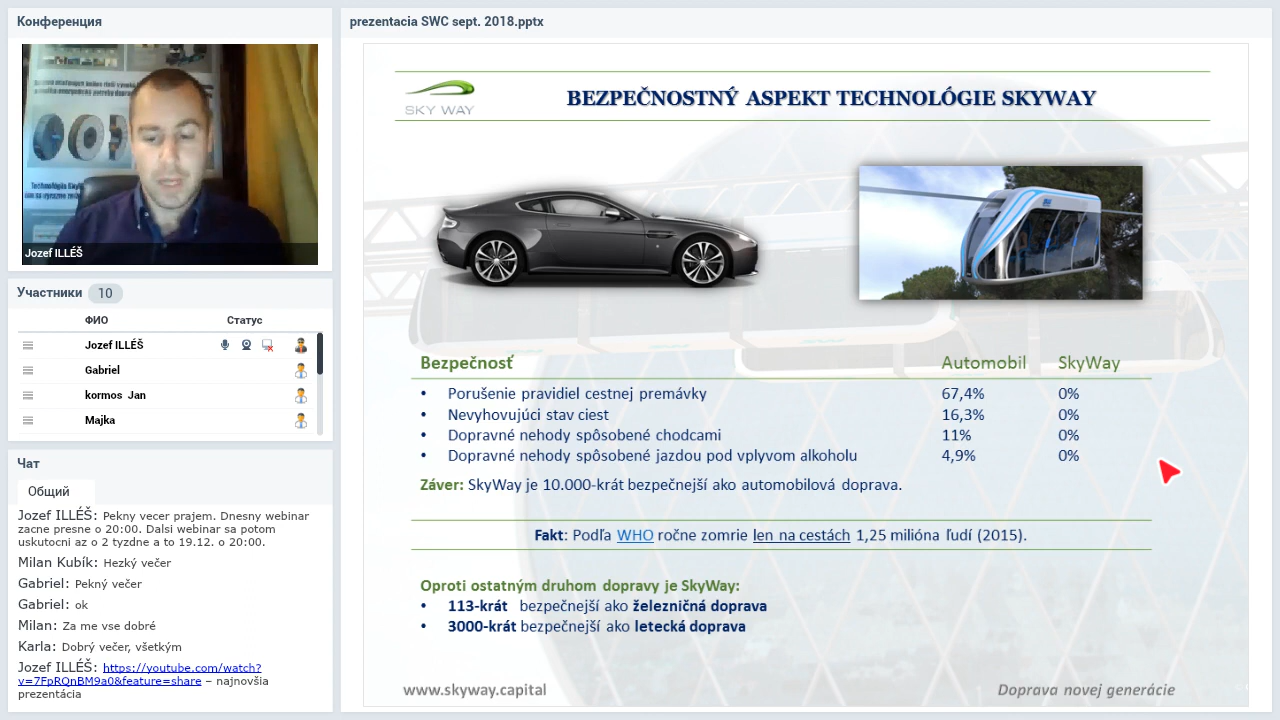 Конференция
Jozef ILLÉŠ
Участники 10
ФИО Статус
Jozef ILLÉŠ
Gabriel
kormos Jan
Majka
Чат
Общий
Jozef ILLÉŠ: Pekny vecer prajem. Dnesny webinar
zacne presne o 20:00. Dalsi webinar sa potom
uskutocni az o 2 tyzdne a to 19.12. o 20:00.
Milan Kubík: Hezký večer
Gabriel: Pekný večer
Gabriel: ok
Milan: Za me vse dobré
Karla: Dobrý večer, všetkým
Jozef ILLÉŠ: https://youtube.com/watch?
v=7FpRQnBM9a0&feature=share – najnovšia
prezentácia
prezentacia SWC sept. 2018.pptx
SKY WAY
BEZPEČNOSTNÝ ASPEKT TECHNOLÓGIE SKYWAY
Bezpečnosť Automobil SkyWay
• Porušenie pravidiel cestnej premávky 67,4% 0%
• Nevyhovujúci stav ciest 16,3% 0%
• Dopravné nehody spôsobené chodcami 11% 0%
• Dopravné nehody spôsobené jazdou pod vplyvom alkoholu 4,9% 0%
Záver: SkyWay je 10.000-krát bezpečnejší ako automobilová doprava.
Fakt: Podľa WHO ročne zomrie len na cestách 1,25 milióna ľudí (2015).
Oproti ostatným druhom dopravy je SkyWay:
• 113-krát bezpečnejší ako železničná doprava
• 3000-krát bezpečnejší ako letecká doprava
www.skyway.capital Doprava novej generácie